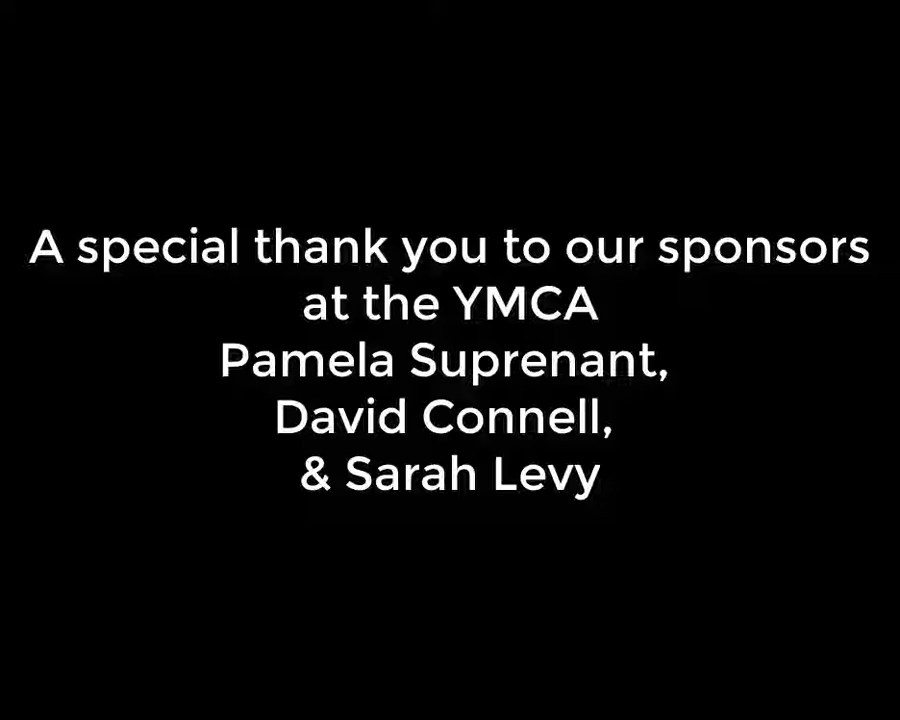 A special thank you to our sponsors
at the YMCA
Pamela Suprenant,
David Connell,
& Sarah Levy